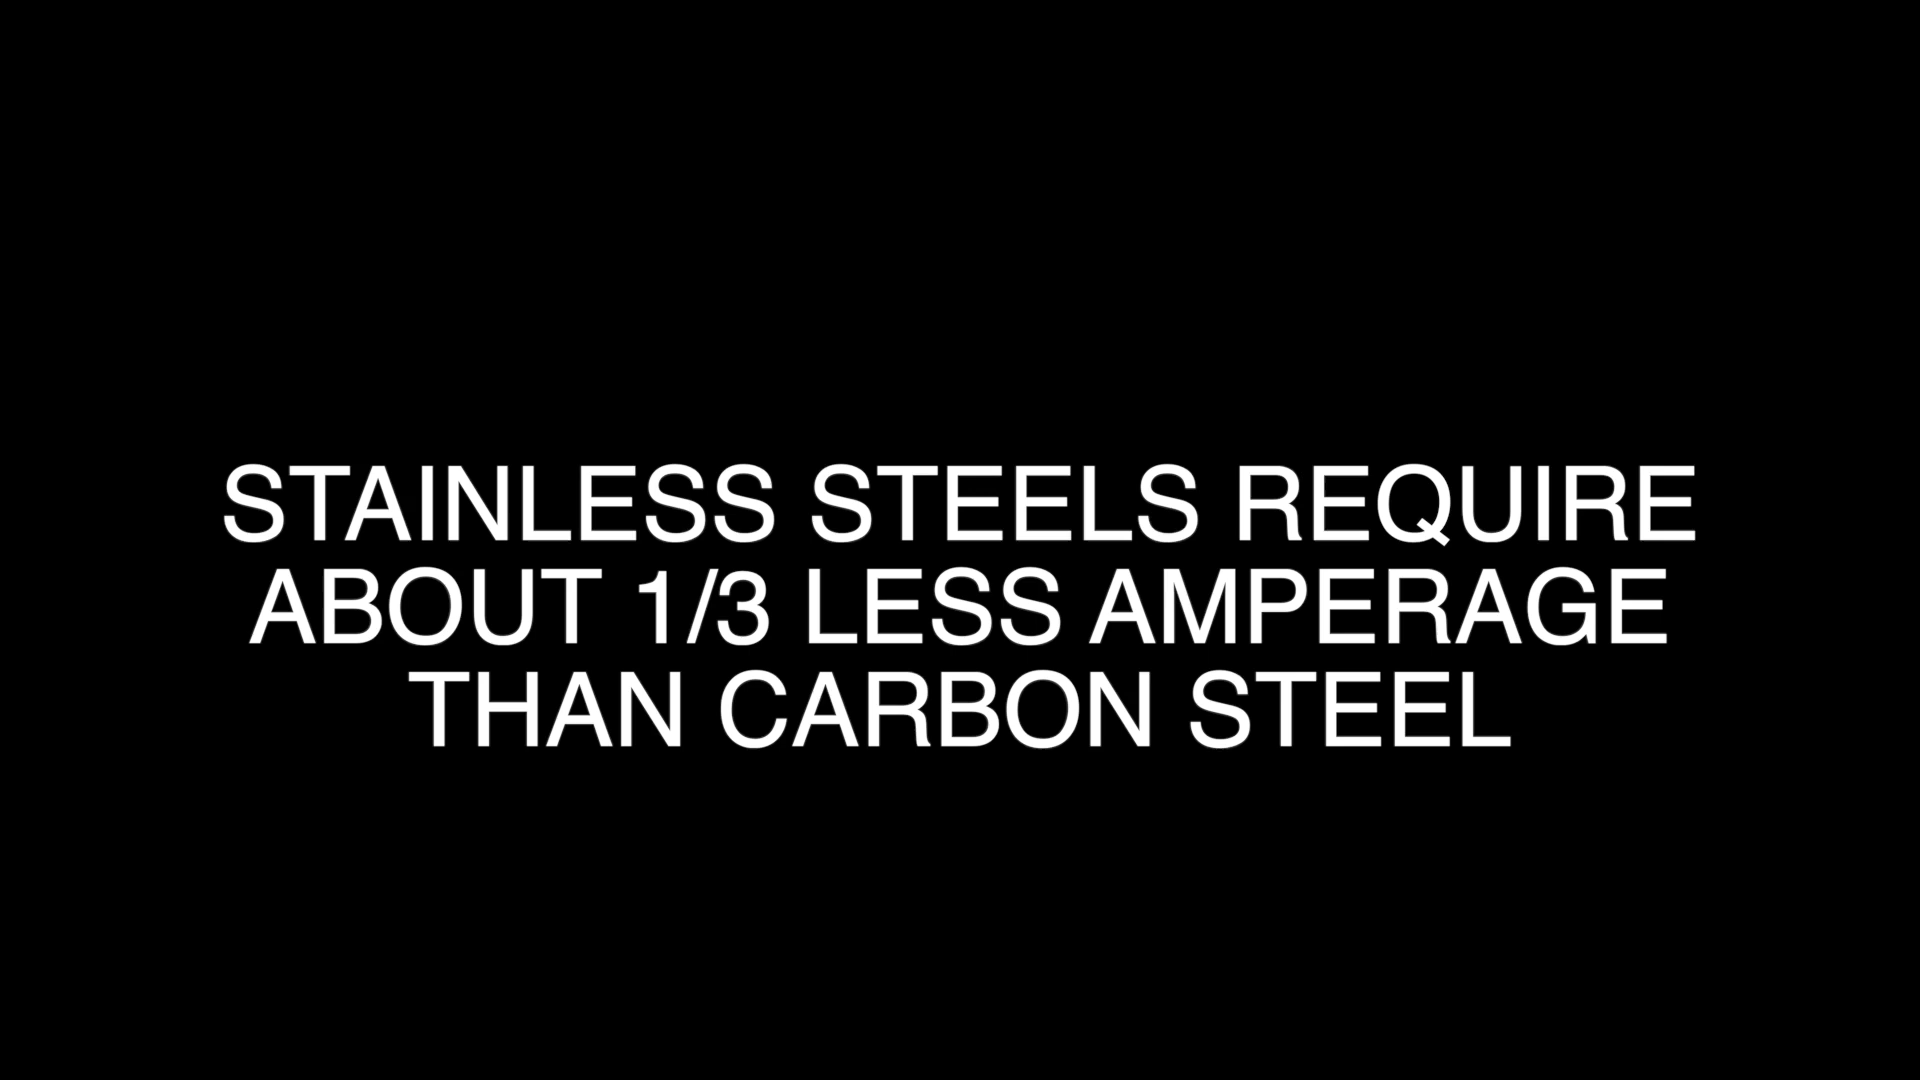 STAINLESS STEELS REQUIRE
ABOUT 1/3 LESS AMPERAGE
THAN CARBON STEEL